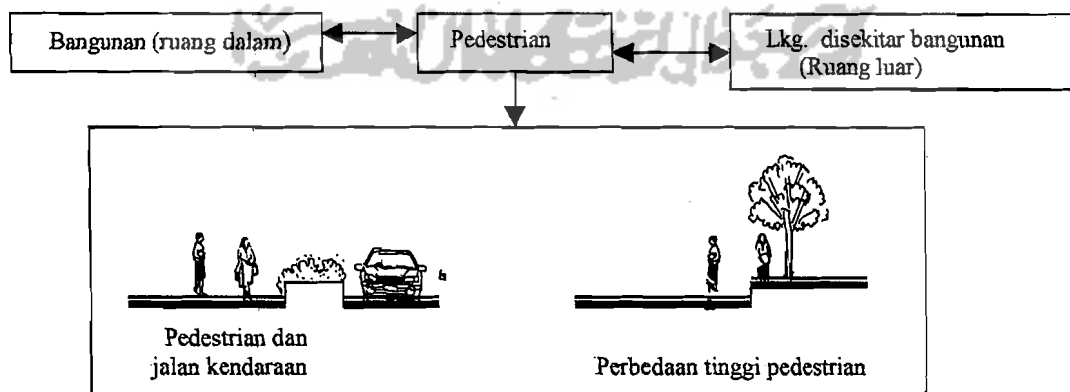 Bangunan (ruang dalam)
Pedestrian
Lkg. disekitar bangunan
(Ruang luar)
Pedestrian dan
jalan kendaraan
Perbedaan tinggi pedestrian